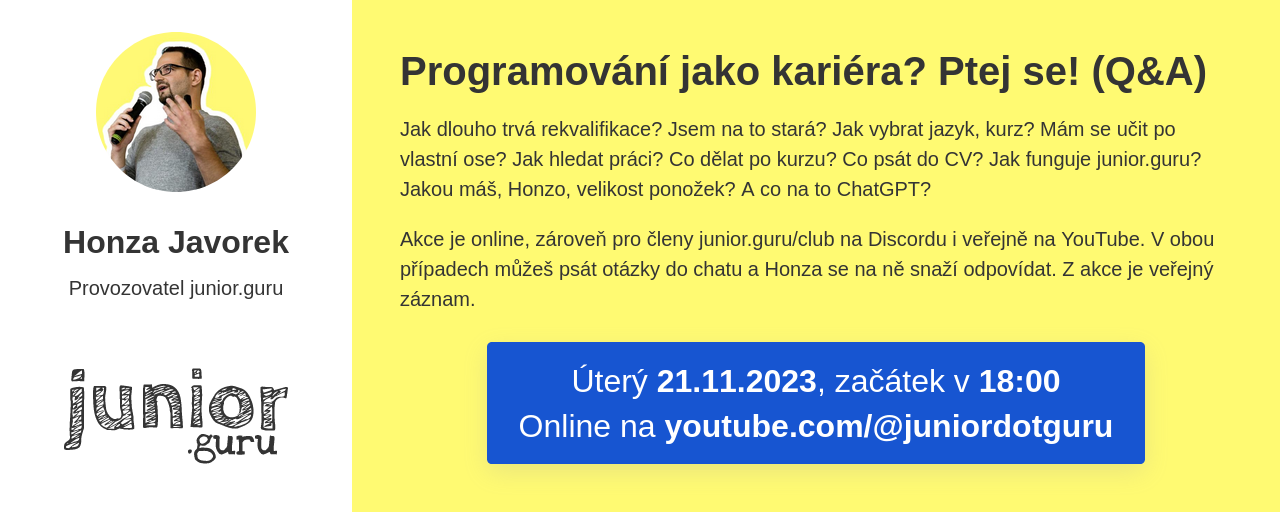 Honza Javorek
Provozovatel junior.guru
junior
.guru
Programování jako kariéra? Ptej se! (Q&A)
Jak dlouho trvá rekvalifikace? Jsem na to stará? Jak vybrat jazyk, kurz? Mám se učit po
vlastní ose? Jak hledat práci? Co dělat po kurzu? Co psát do CV? Jak funguje junior.guru?
Jakou máš, Honzo, velikost ponožek? A co na to ChatGPT?
Akce je online, zároveň pro členy junior.guru/club na Discordu i veřejně na YouTube. V obou
případech můžeš psát otázky do chatu a Honza se na ně snaží odpovídat. Z akce je veřejný
záznam.
Úterý 21.11.2023, začátek v 18:00
Online na youtube.com/@juniordotguru